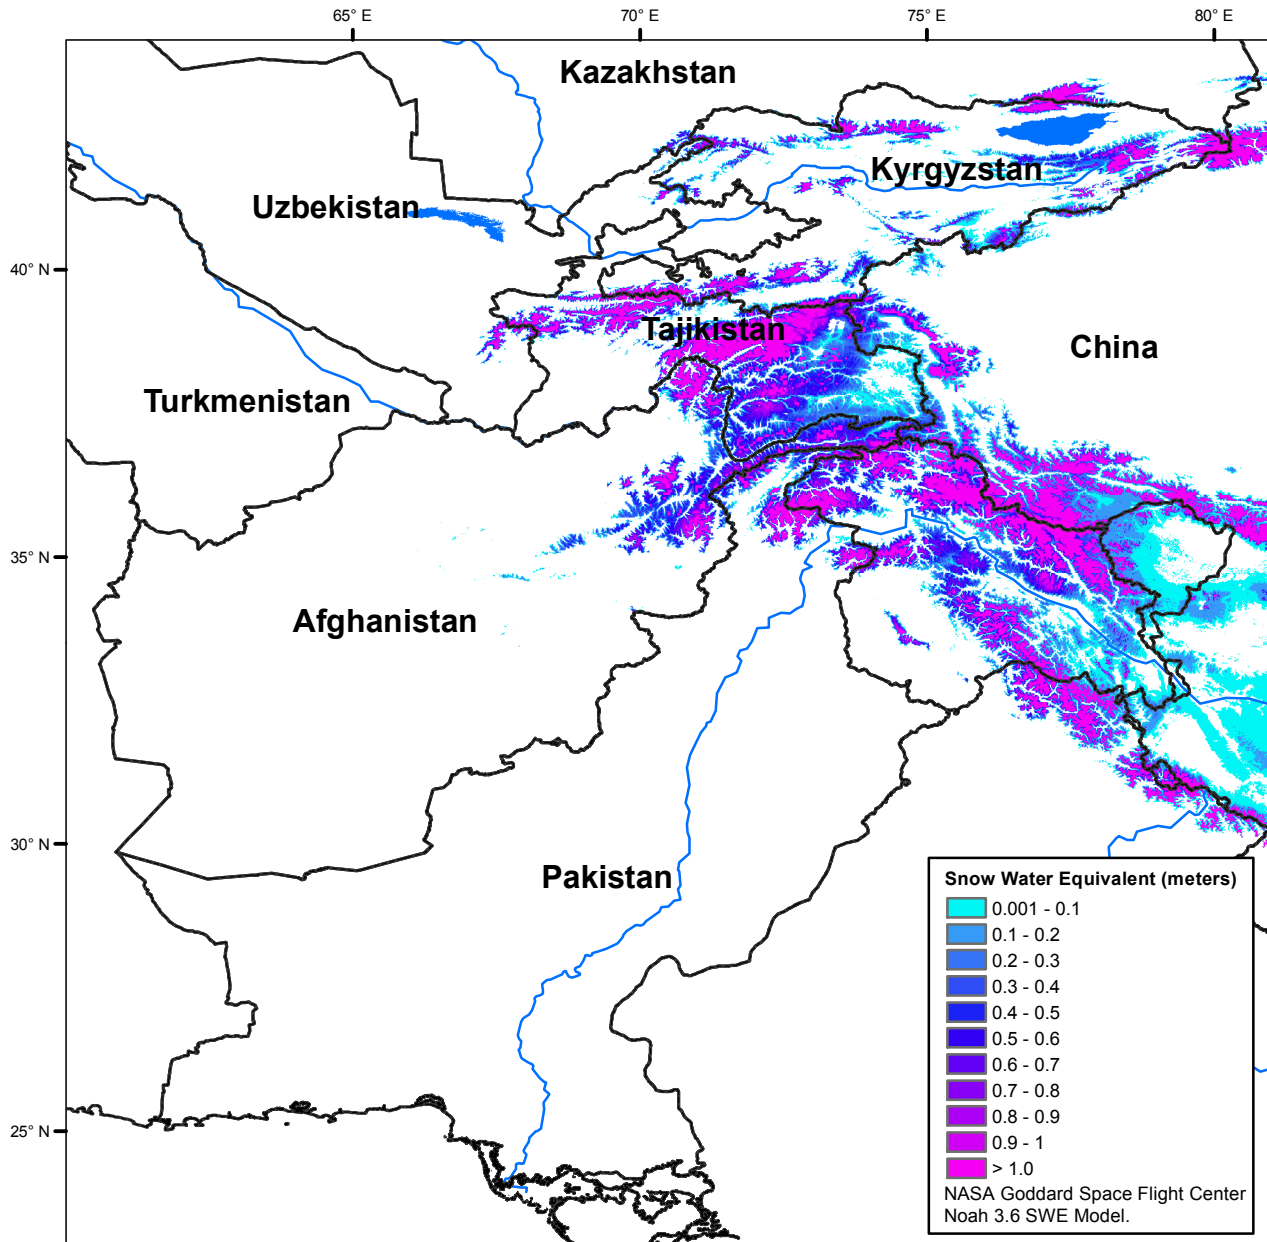 65° E
70° E
75° E
80° E
Kazakhstan
Kyrgyzstan
Uzbekistan
40° N
Tajikistan
China
Turkmenistan
35° N
Afghanistan
30° N
Pakistan
Snow Water Equivalent (meters)
0.001 - 0.1
0.1 - 0.2
0.2 - 0.3
0.3 - 0.4
0.4 - 0.5
0.5 - 0.6
0.6 - 0.7
0.7 - 0.8
0.8 - 0.9
0.9 - 1
> 1.0
NASA Goddard Space Flight Center
Noah 3.6 SWE Model.
25° N